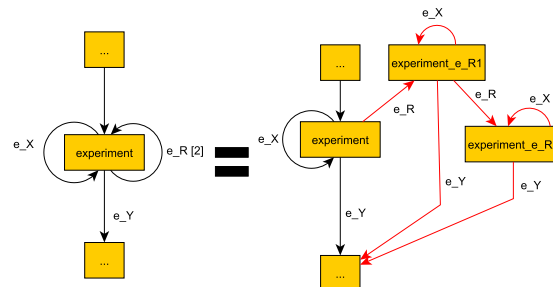 ...
e_X
experiment
e_R [2]
e_Y
...
=
...
e_X
experiment
e_R
e_X
experiment_e_R1
e_R
e_X
experiment_e_R
e_Y
e_Y
e_Y
...